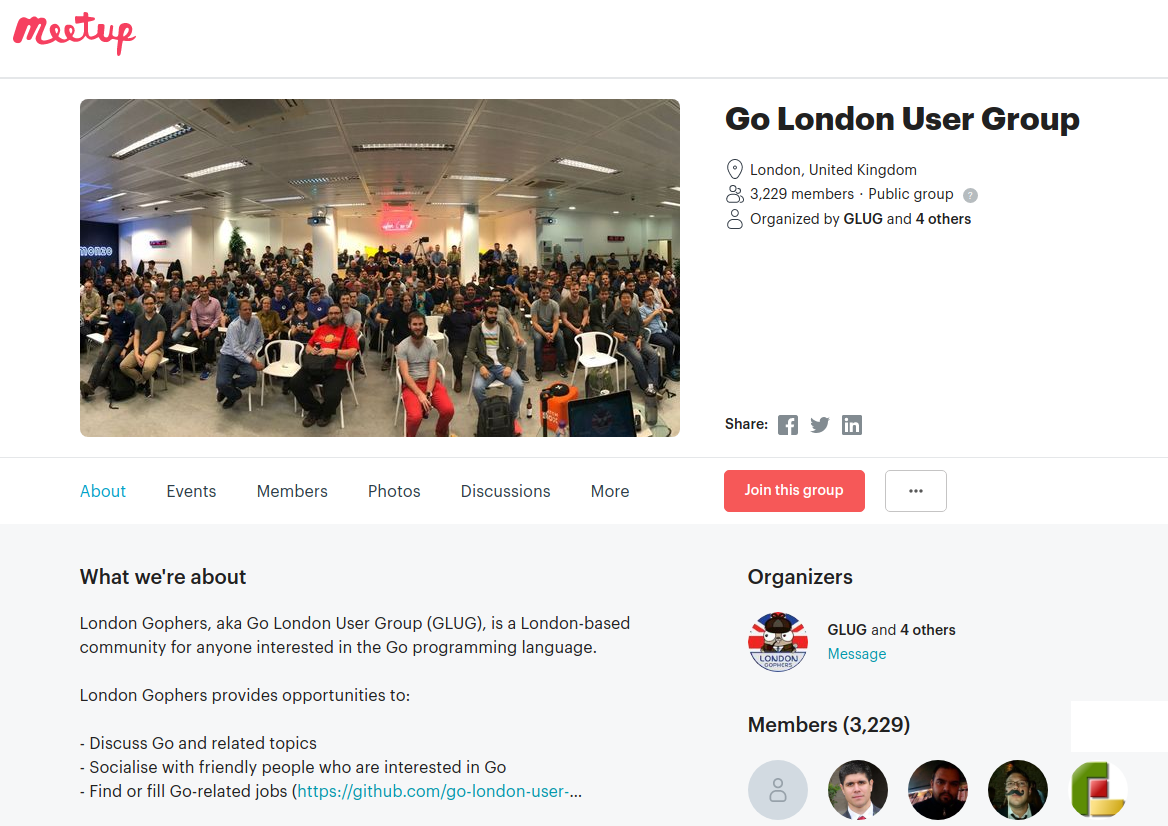 Meetup
monzo
Go London User Group
London, United Kingdom
3,229 members · Public group ?
Organized by GLUG and 4 others
Share:
About Events Members Photos Discussions More
Join this group
What we're about
London Gophers, aka Go London User Group (GLUG), is a London-based
community for anyone interested in the Go programming language.
London Gophers provides opportunities to:
- Discuss Go and related topics
- Socialise with friendly people who are interested in Go
- Find or fill Go-related jobs (https://github.com/go-london-user-...
Organizers
LONDON
GOPHERS
GLUG and 4 others
Message
Members (3,229)